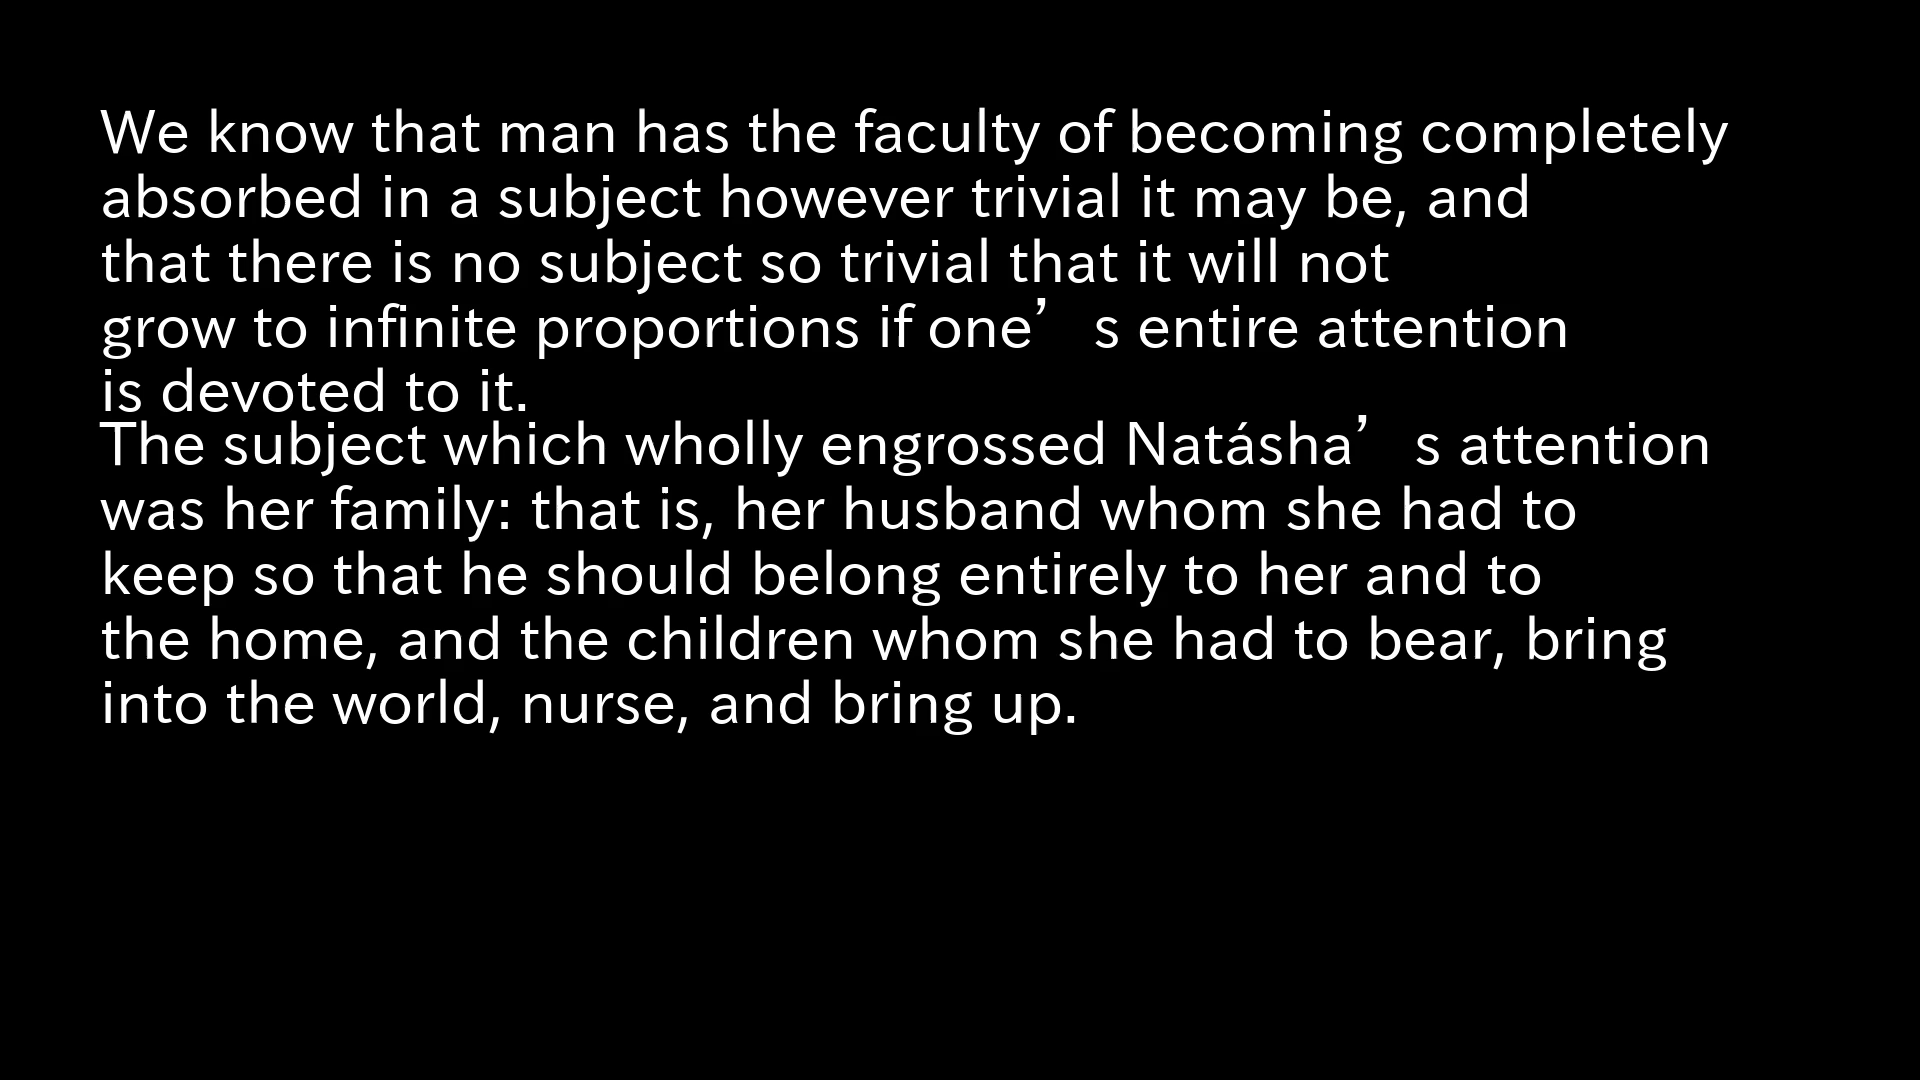 We know that man has the faculty of becoming completely
absorbed in a subject however trivial it may be, and
that there is no subject so trivial that it will not
grow to infinite proportions if one’s entire attention
is devoted to it.
The subject which wholly engrossed Natásha’s attention
was her family: that is, her husband whom she had to
keep so that he should belong entirely to her and to
the home, and the children whom she had to bear, bring
into the world, nurse, and bring up.